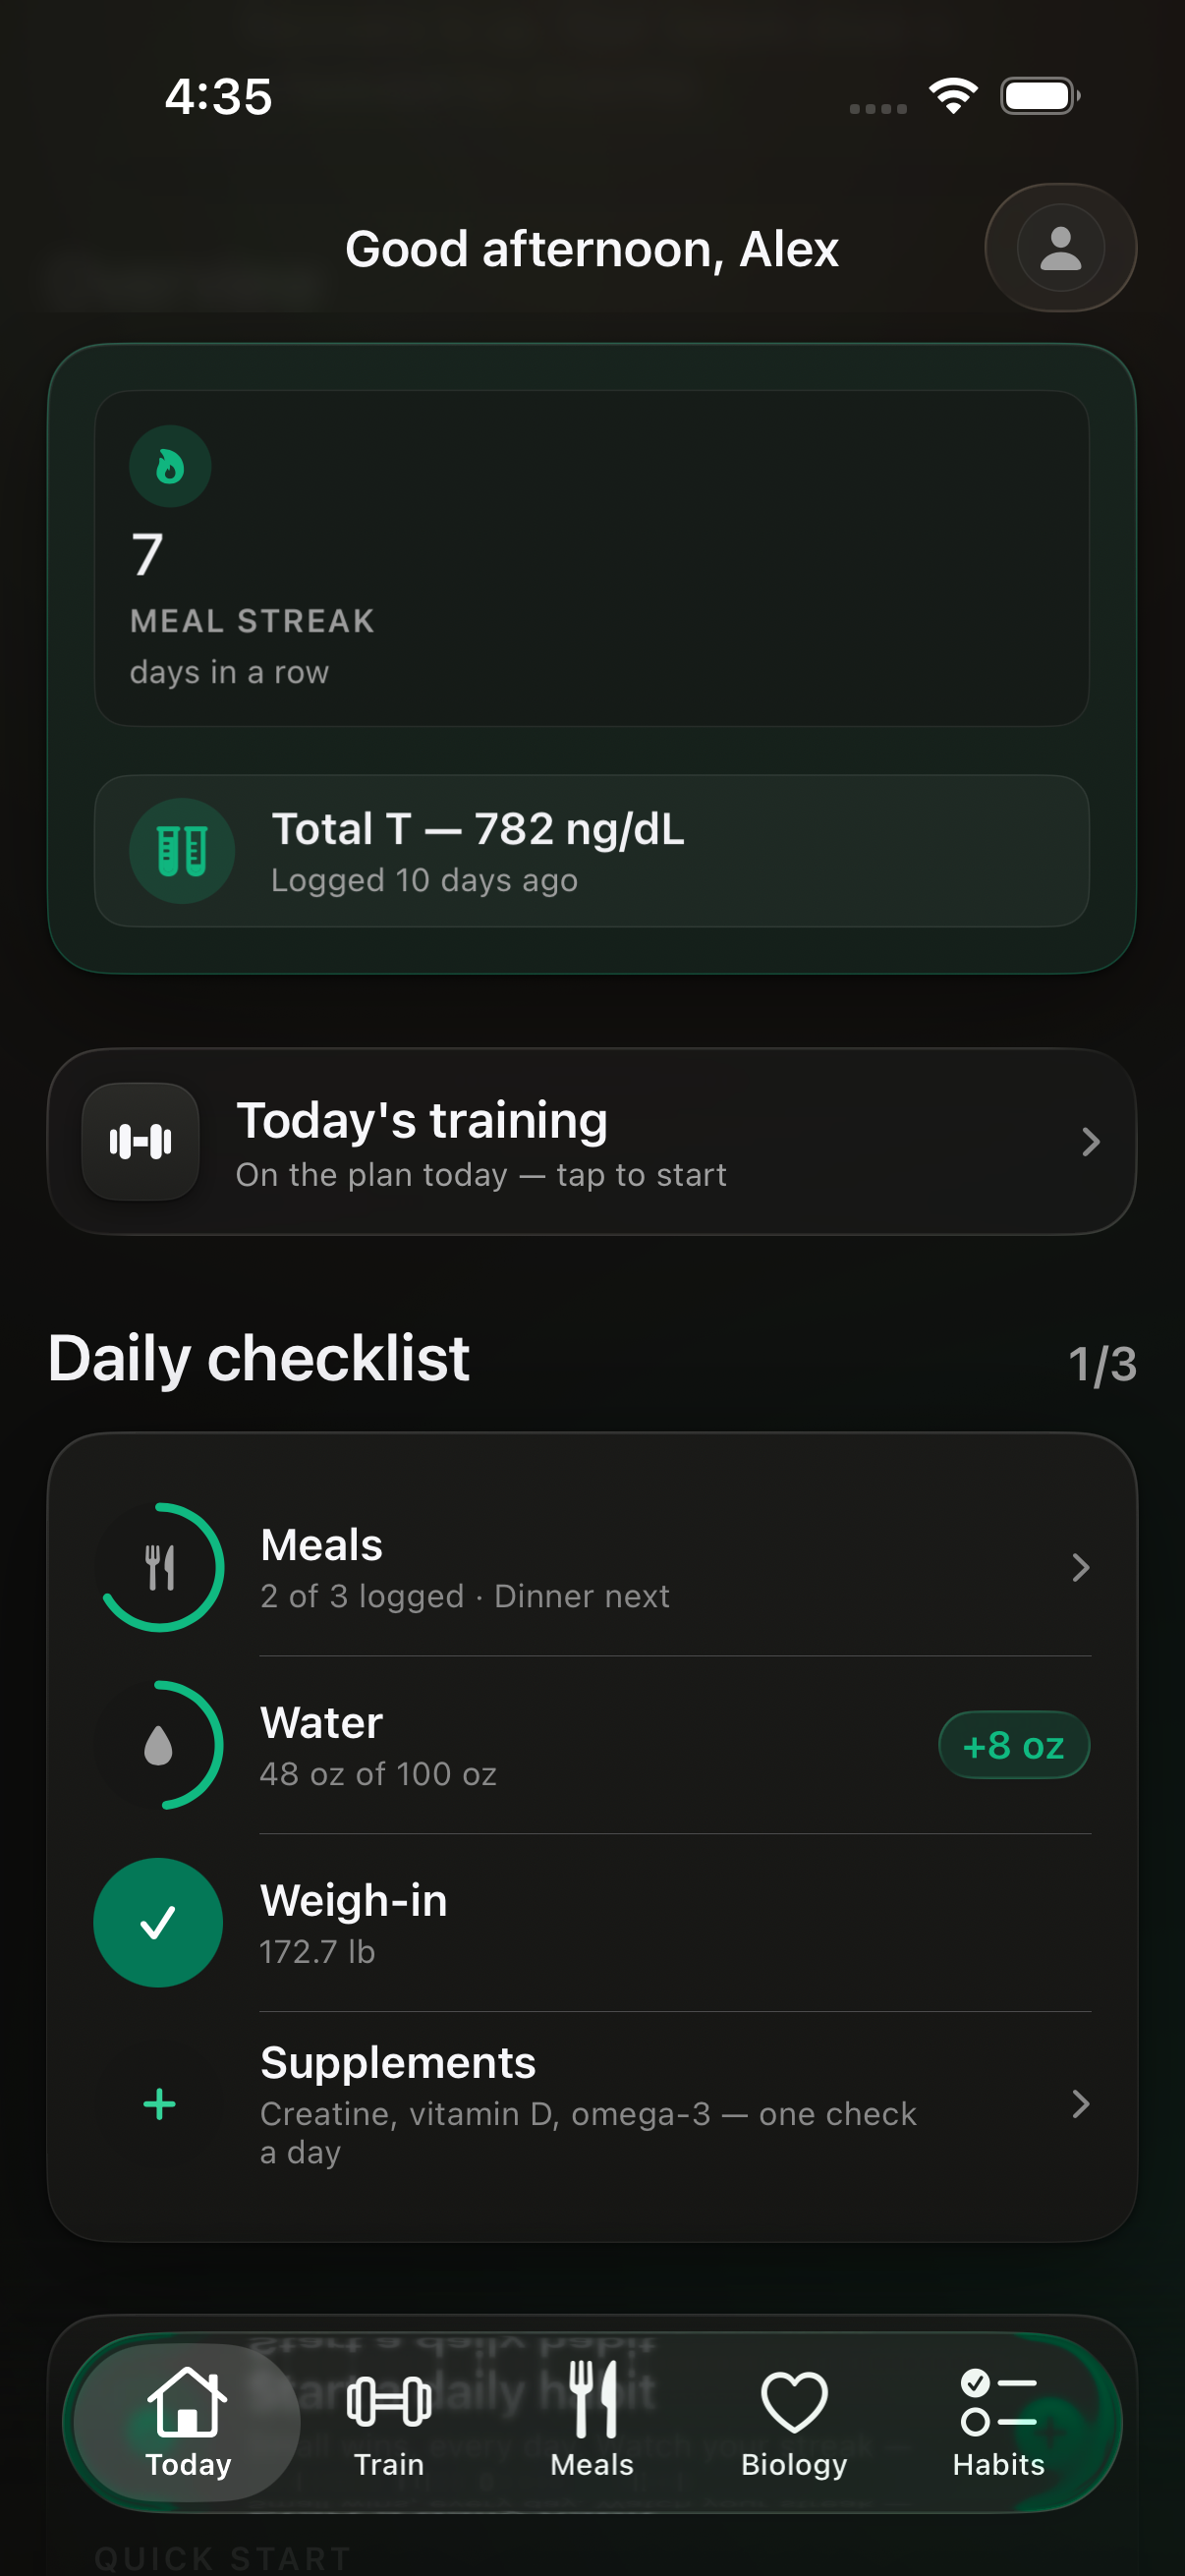 4:35
Good afternoon, Alex
7
MEAL STREAK
days in a row
Total T — 782 ng/dL
Logged 10 days ago
Today's training
On the plan today — tap to start
Daily checklist
1/3
Meals
2 of 3 logged · Dinner next
Water
48 oz of 100 oz
+8 oz
Weigh-in
172.7 lb
Supplements
Creatine, vitamin D, omega-3 — one check
a day
Start a daily habit
Today
Train
Meals
Biology
Habits
QUICK START